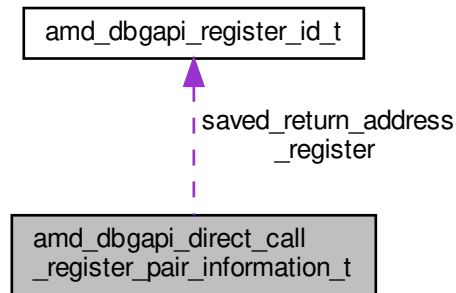 amd_dbgapi_register_id_t
saved_return_address
_register
amd_dbgapi_direct_call
_register_pair_information_t